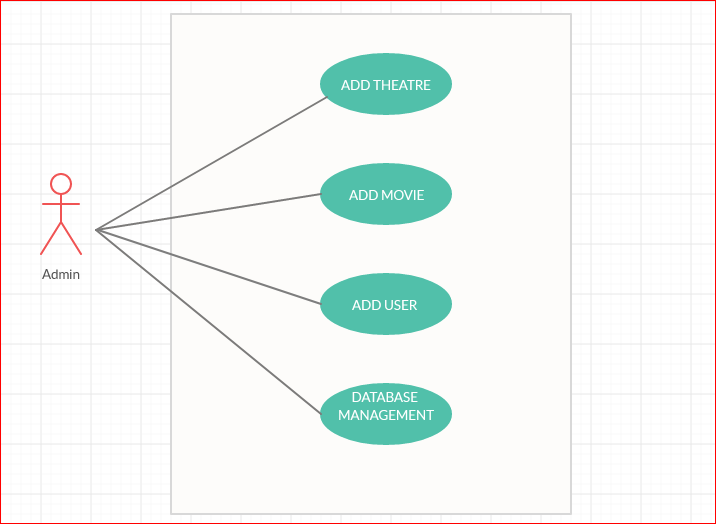 ADD THEATRE
ADD MOVIE
Admin
ADD USER
DATABASE
MANAGEMENT